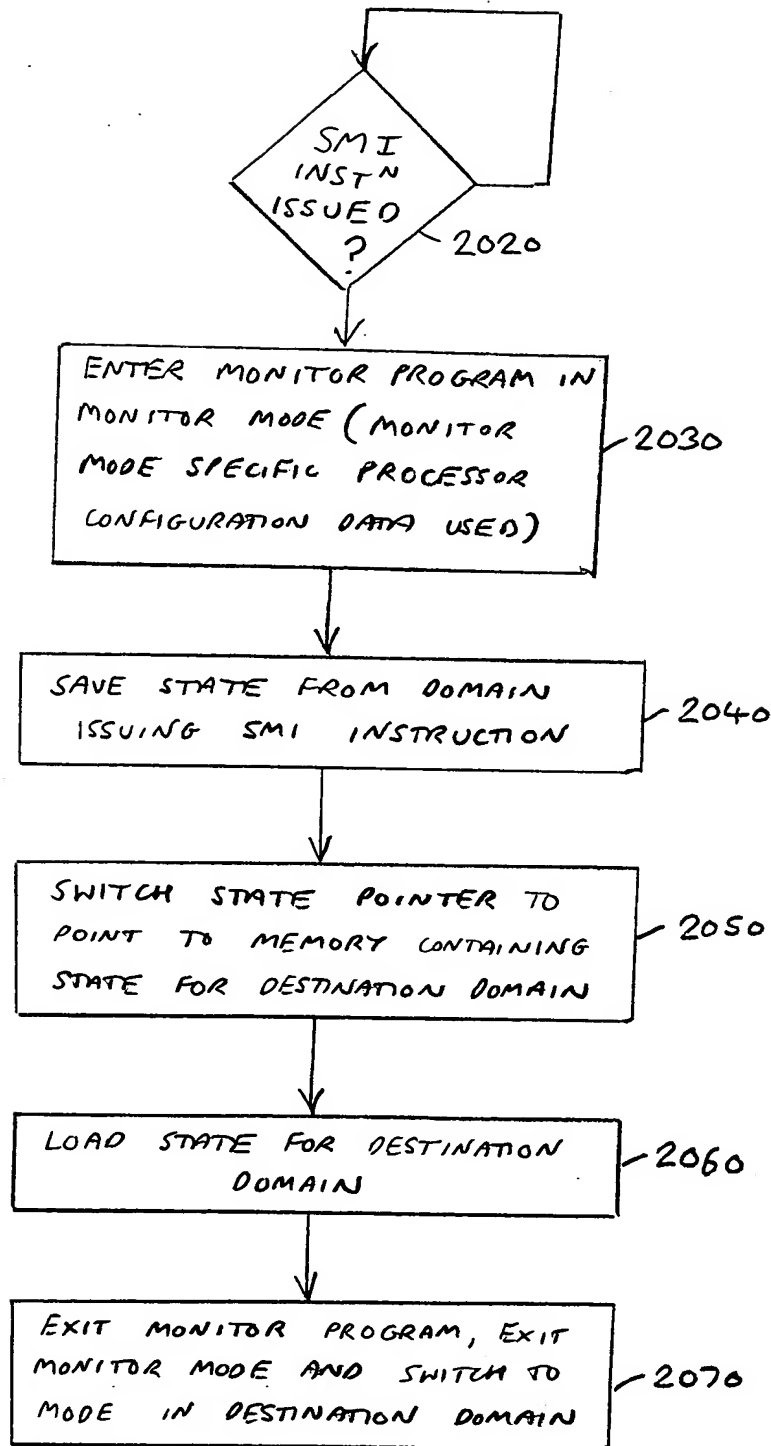 SMI
INSTN
ISSUED
?
2020
ENTER MONITOR PROGRAM IN
MONITOR MODE (MONITOR
MODE SPECIFIC PROCESSOR
CONFIGURATION DATA USED)
2030
SAVE STATE FROM DOMAIN
ISSUING SMI INSTRUCTION
2040
SWITCH STATE POINTER TO
POINT TO MEMORY CONTAINING
STATE FOR DESTINATION DOMAIN
2050
LOAD STATE FOR DESTINATION
DOMAIN
2060
EXIT MONITOR PROGRAM, EXIT
MONITOR MODE AND SWITCH TO
MODE IN DESTINATION DOMAIN
2070